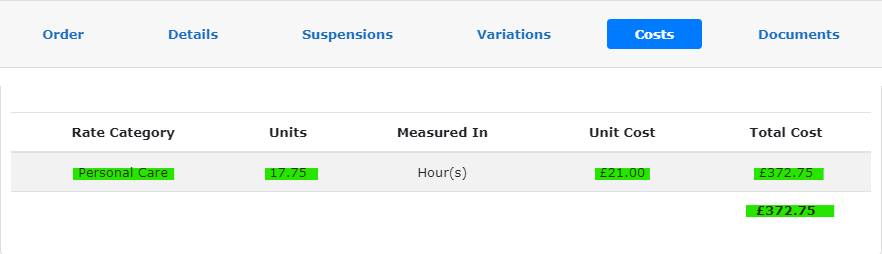 Order Details Suspensions Variations Costs Documents
Rate Category Units Measured In Unit Cost Total Cost
Personal Care 17.75 Hour(s) £21.00 £372.75
£372.75